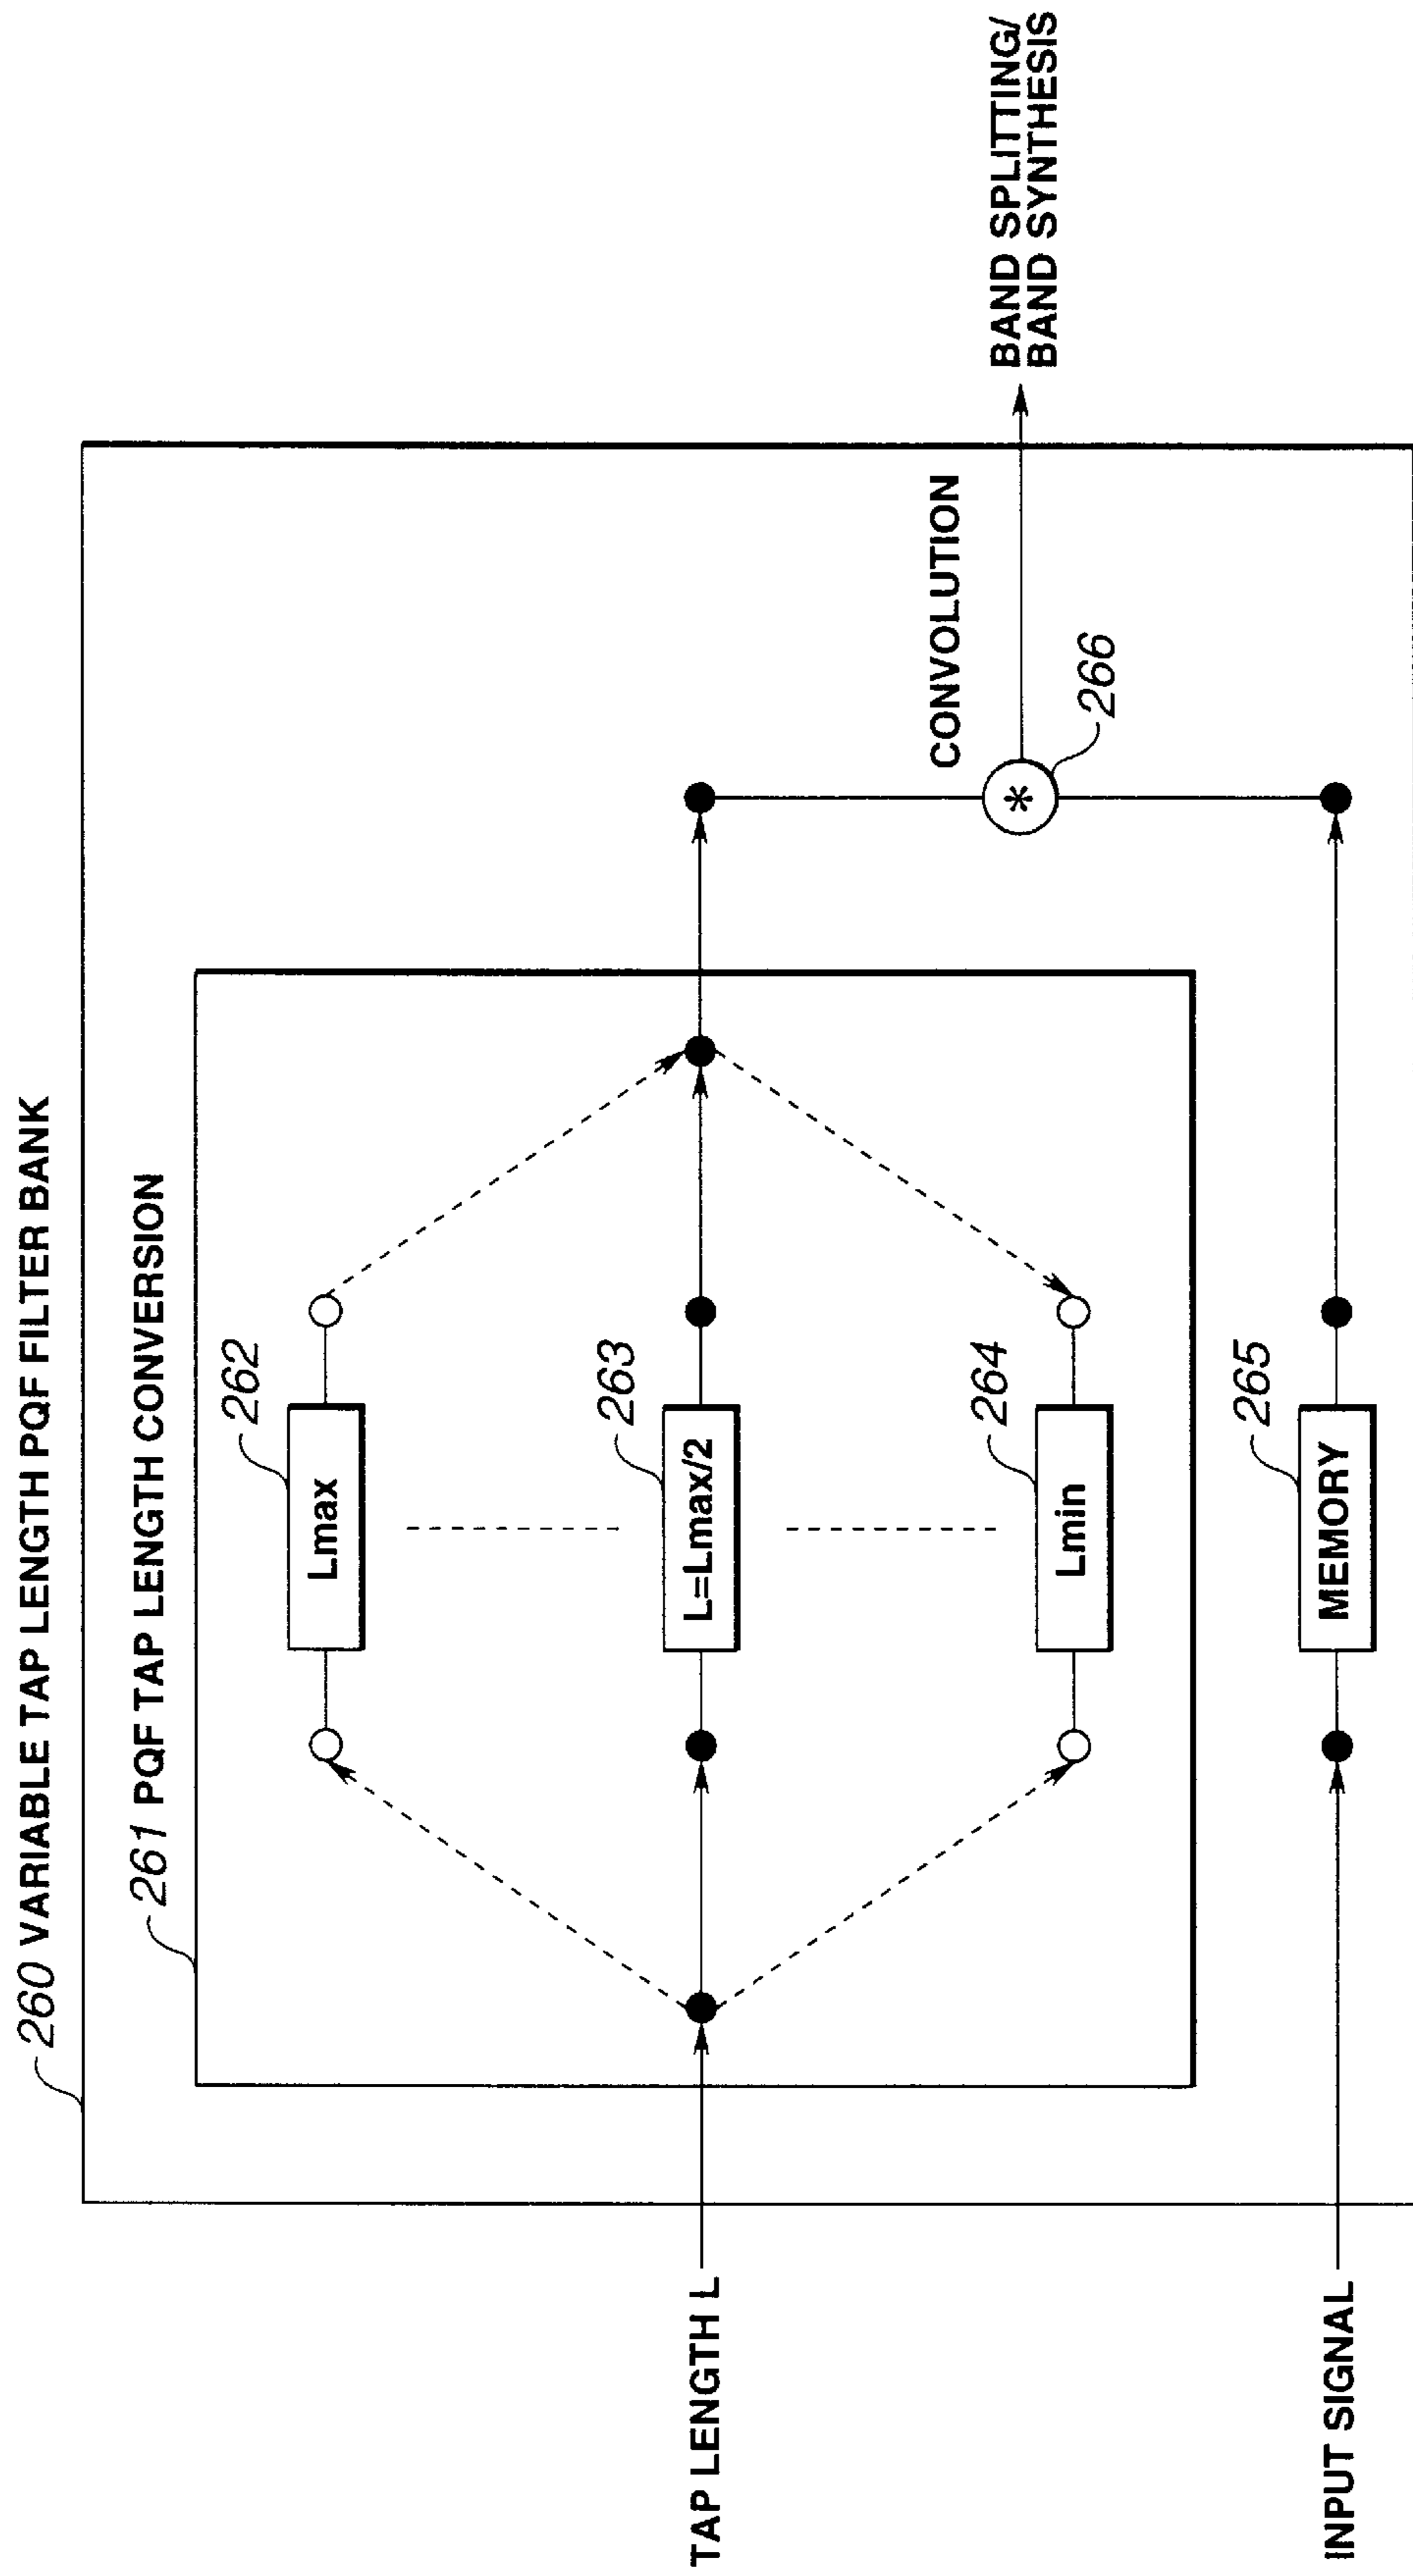 260 VARIABLE TAP LENGTH PQF FILTER BANK
261 PQF TAP LENGTH CONVERSION
262
Lmax
263
L=Lmax/2
264
Lmin
265
MEMORY
TAP LENGTH L
INPUT SIGNAL
CONVOLUTION
*
266
BAND SPLITTING/
BAND SYNTHESIS